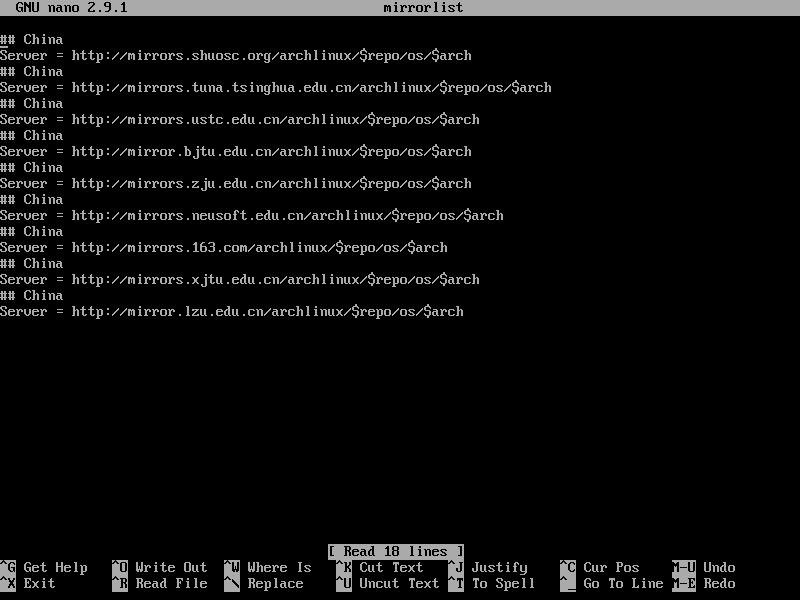 GNU nano 2.9.1 mirrorlist
## China
Server = http://mirrors.shuosc.org/archlinux/$repo/os/$arch
## China
Server = http://mirrors.tuna.tsinghua.edu.cn/archlinux/$repo/os/$arch
## China
Server = http://mirrors.ustc.edu.cn/archlinux/$repo/os/$arch
## China
Server = http://mirror.bjtu.edu.cn/archlinux/$repo/os/$arch
## China
Server = http://mirrors.zju.edu.cn/archlinux/$repo/os/$arch
## China
Server = http://mirrors.neusoft.edu.cn/archlinux/$repo/os/$arch
## China
Server = http://mirrors.163.com/archlinux/$repo/os/$arch
## China
Server = http://mirrors.xjtu.edu.cn/archlinux/$repo/os/$arch
## China
Server = http://mirror.lzu.edu.cn/archlinux/$repo/os/$arch
[ Read 18 lines ]
^G Get Help ^O Write Out ^W Where Is ^K Cut Text ^J Justify ^C Cur Pos M-U Undo
^X Exit ^R Read File ^\ Replace ^U Uncut Text ^T To Spell ^_ Go To Line M-E Redo